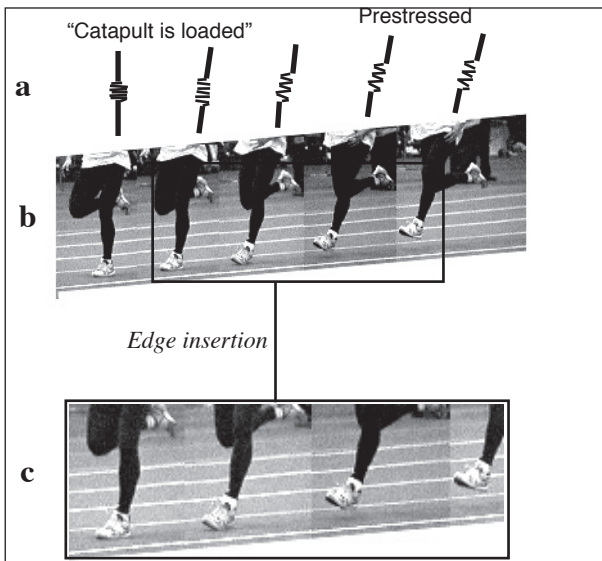 “Catapult is loaded”
Prestressed
a
b
Edge insertion
c